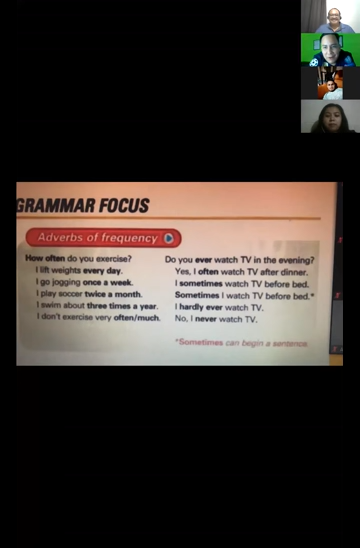 GRAMMAR FOCUS
Adverbs of frequency
How often do you exercise?
I lift weights every day.
I go jogging once a week.
I play soccer twice a month.
I swim about three times a year.
I don't exercise very often/much.
Do you ever watch TV in the evening?
Yes, I often watch TV after dinner.
I sometimes watch TV before bed.
Sometimes I watch TV before bed.*
I hardly ever watch TV.
No, I never watch TV.
*Sometimes can begin a sentence.